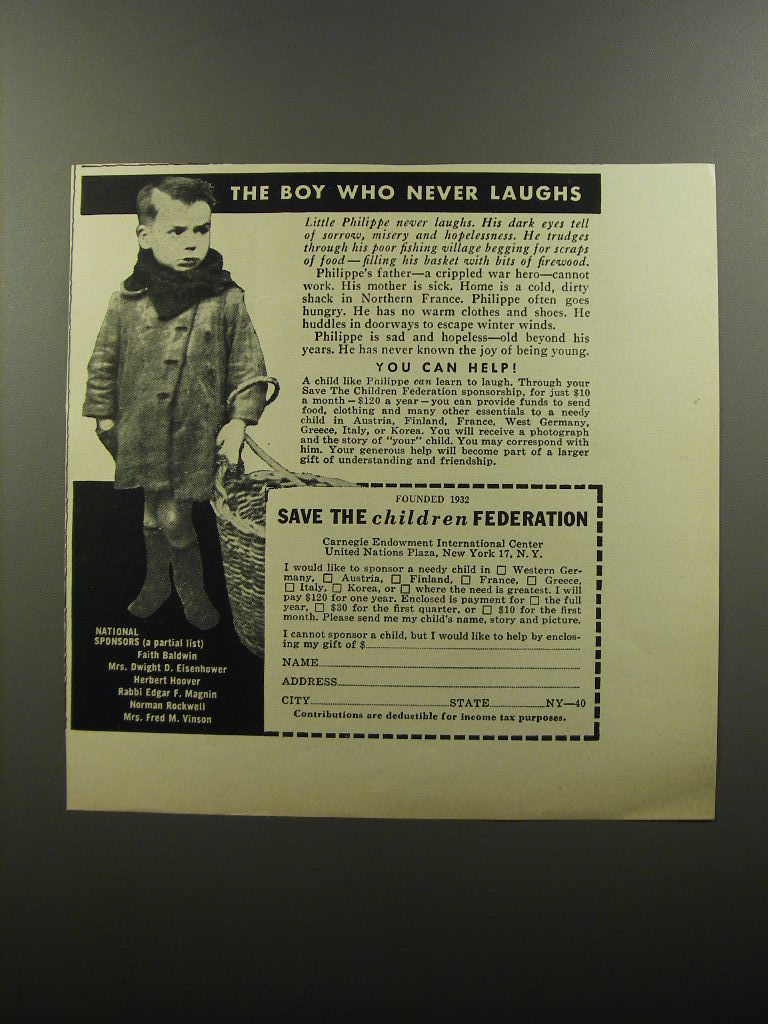 THE BOY WHO NEVER LAUGHS
Little Philippe never laughs. His dark eyes tell
of sorrow, misery and hopelessness. He trudges
through his poor fishing village begging for scraps
of food—filling his basket with bits of firewood.
Philippe's father—a crippled war hero—cannot
work. His mother is sick. Home is a cold, dirty
shack in Northern France. Philippe often goes
hungry. He has no warm clothes and shoes. He
huddles in doorways to escape winter winds.
Philippe is sad and hopeless—old beyond his
years. He has never known the joy of being young.
YOU CAN HELP!
A child like Philippe can learn to laugh. Through your
Save The Children Federation sponsorship, for just $10
a month—$120 a year—you can provide funds to send
food, clothing and many other essentials to a needy
child in Austria, Finland, France, West Germany,
Greece, Italy, or Korea. You will receive a photograph
and the story of "your" child. You may correspond with
him. Your generous help will become part of a larger
gift of understanding and friendship.
FOUNDED 1932
SAVE THE children FEDERATION
Carnegie Endowment International Center
United Nations Plaza, New York 17, N. Y.
I would like to sponsor a needy child in □ Western Ger-
many, □ Austria, □ Finland, □ France, □ Greece,
□ Italy, □ Korea, or □ where the need is greatest. I will
pay $120 for one year. Enclosed is payment for □ the full
year, □ $30 for the first quarter, or □ $10 for the first
month. Please send me my child's name, story and picture.
I cannot sponsor a child, but I would like to help by enclos-
ing my gift of $
NAME
ADDRESS
CITY STATE NY—40
Contributions are deductible for income tax purposes.
NATIONAL
SPONSORS (a partial list)
Faith Baldwin
Mrs. Dwight D. Eisenhower
Herbert Hoover
Rabbi Edgar F. Magnin
Norman Rockwell
Mrs. Fred M. Vinson